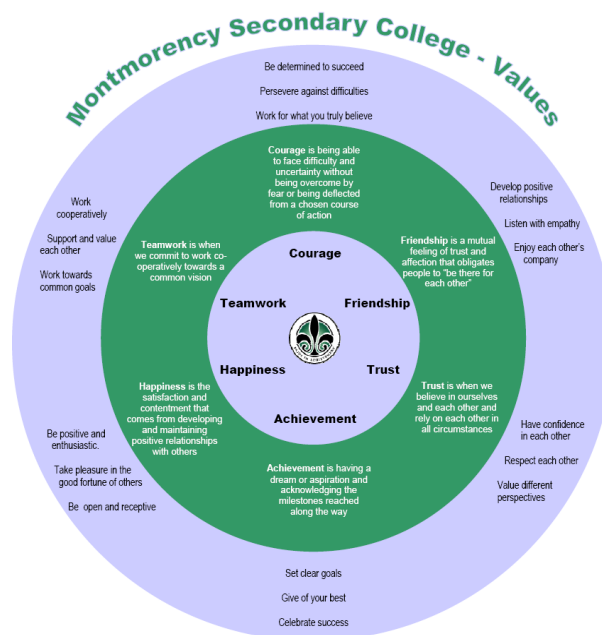 Montmorency Secondary College - Values
Be determined to succeed
Persevere against difficulties
Work for what you truly believe
Courage is being able
to face difficulty and
uncertainty without
being overcome by
fear or being deflected
from a chosen course
of action
Develop positive
relationships
Listen with empathy
Enjoy each other's
company
Friendship is a mutual
feeling of trust and
affection that obligates
people to "be there for
each other"
Have confidence
in each other
Respect each other
Value different
perspectives
Trust is when we
believe in ourselves
and each other and
rely on each other in
all circumstances
Set clear goals
Give of your best
Celebrate success
Achievement is having a
dream or aspiration and
acknowledging the
milestones reached
along the way
Be positive and
enthusiastic.
Take pleasure in the
good fortune of others
Be open and receptive
Happiness is the
satisfaction and
contentment that
comes from developing
and maintaining
positive relationships
with others
Work
cooperatively
Support and value
each other
Work towards
common goals
Teamwork is when
we commit to work co-
operatively towards a
common vision
Courage
Friendship
Trust
Achievement
Happiness
Teamwork